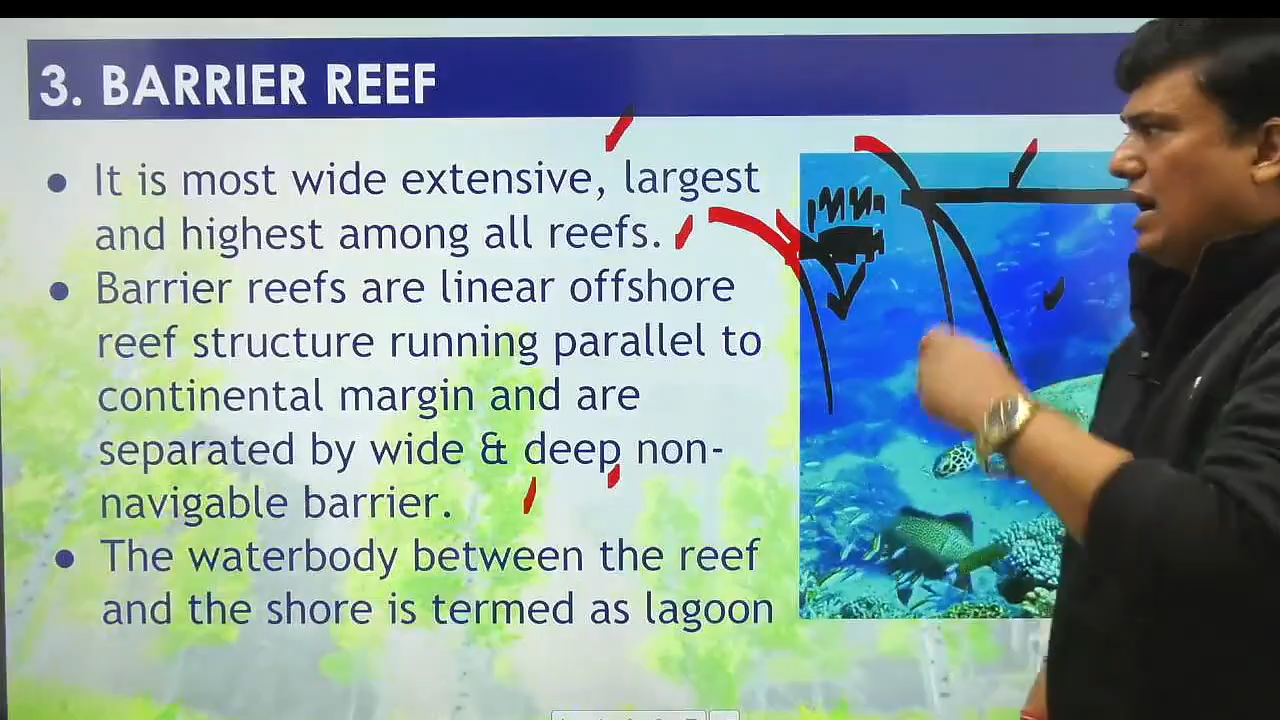 3. BARRIER REEF
• It is most wide extensive, largest
and highest among all reefs.
• Barrier reefs are linear offshore
reef structure running parallel to
continental margin and are
separated by wide & deep non-
navigable barrier.
• The waterbody between the reef
and the shore is termed as lagoon